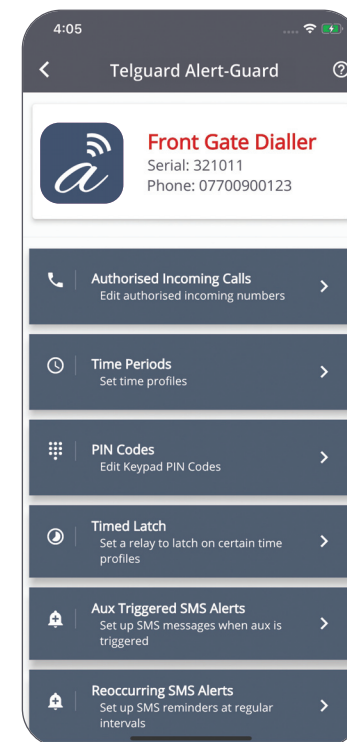 4:05
Telguard Alert-Guard
a
Front Gate Dialler
Serial: 321011
Phone: 07700900123
Authorised Incoming Calls
Edit authorised incoming numbers
Time Periods
Set time profiles
PIN Codes
Edit Keypad PIN Codes
Timed Latch
Set a relay to latch on certain time
profiles
Aux Triggered SMS Alerts
Set up SMS messages when aux is
triggered
Reoccurring SMS Alerts
Set up SMS reminders at regular
intervals